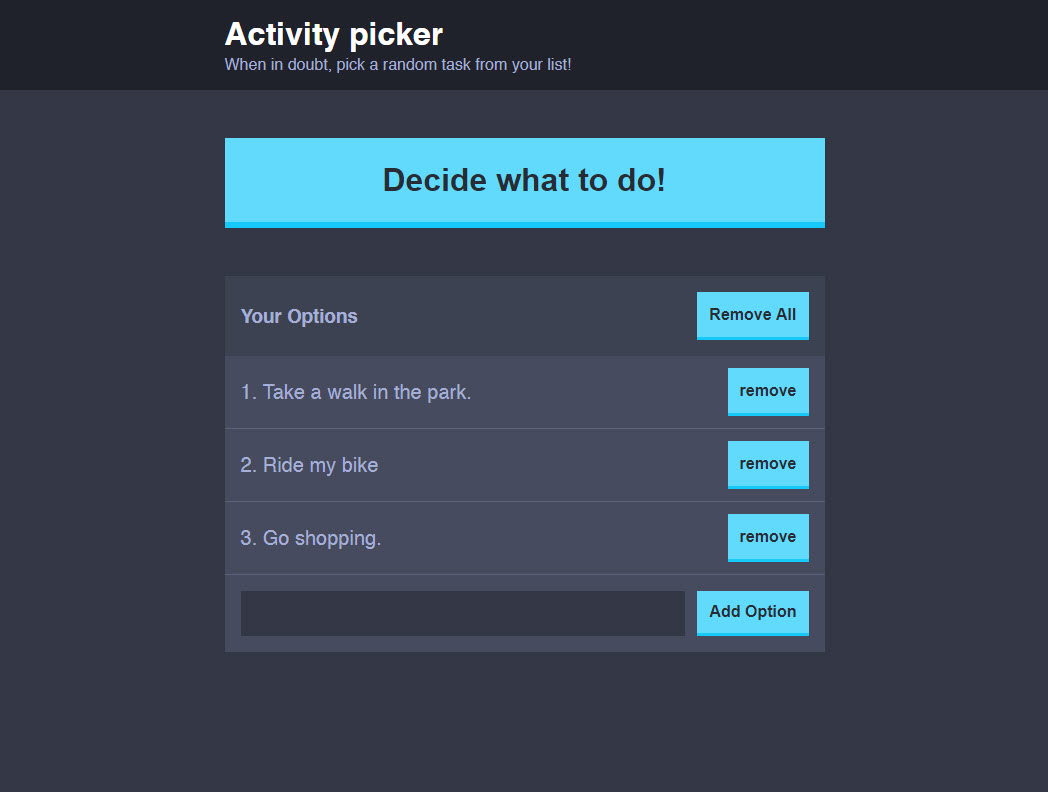 Activity picker
When in doubt, pick a random task from your list!
Decide what to do!
Your Options
Remove All
1. Take a walk in the park.
remove
2. Ride my bike
remove
3. Go shopping.
remove
Add Option